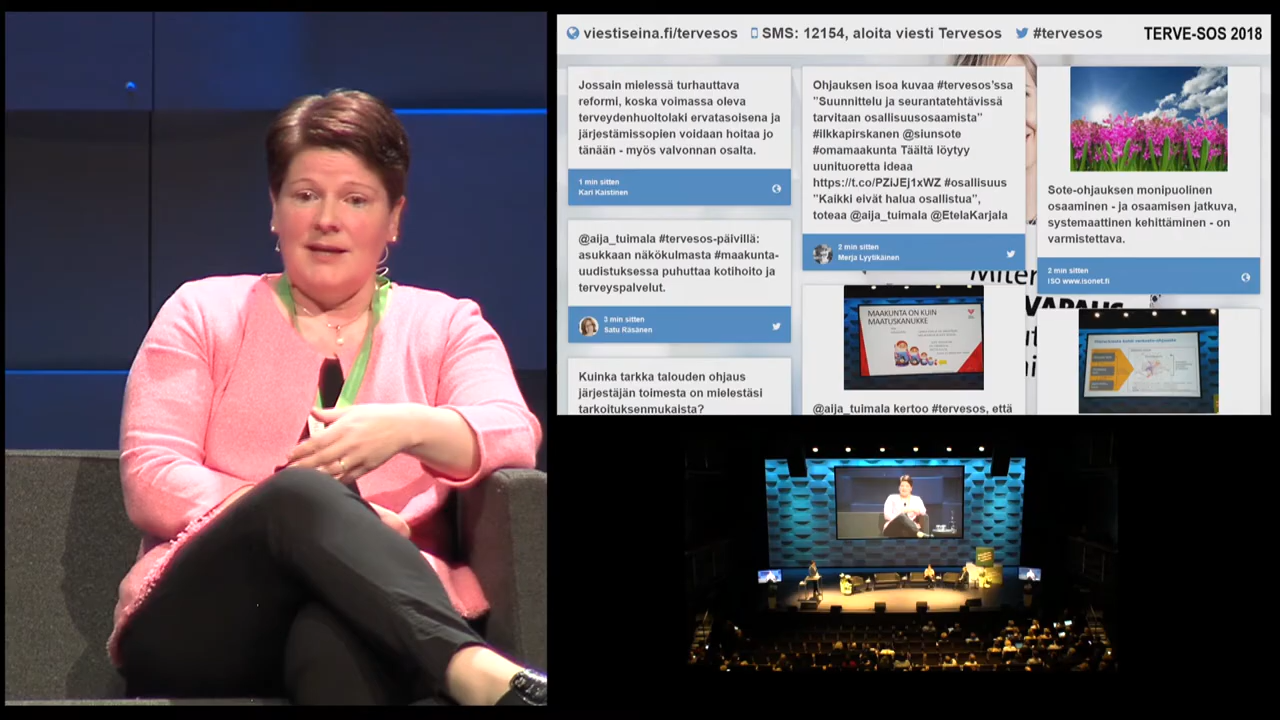 viestiseina.fi/tervesos SMS: 12154, aloita viesti Tervesos #tervesos TERVE-SOS 2018
Jossain mielessä turhauttava
reformi, koska voimassa oleva
terveydenhuoltolaki ervatasoisena ja
järjestämissopien voidaan hoitaa jo
tänään - myös valvonnan osalta.
1 min sitten
Kari Kaistinen
@aija_tuimala #tervesos-päivillä:
asukkaan näkökulmasta #maakunta-
uudistuksessa puhuttaa kotihoito ja
terveyspalvelut.
3 min sitten
Satu Räsänen
Kuinka tarkka talouden ohjaus
järjestäjän toimesta on mielestäsi
tarkoituksenmukaista?
Ohjauksen isoa kuvaa #tervesos'ssa
"Suunnittelu ja seurantatehtävissä
tarvitaan osallisuusosaamista"
#ilkkapirskanen @siunsote
#omamaakunta Täältä löytyy
uunituoretta ideaa
https://t.co/PZIJEj1xWZ #osallisuus
"Kaikki eivät halua osallistua",
toteaa @aija_tuimala @EtelaKarjala
2 min sitten
Merja Lyytikäinen
MAAKUNTA ON KUIN
MAATUSKANUKKE
@aija_tuimala kertoo #tervesos, että
Sote-ohjauksen monipuolinen
osaaminen - ja osaamisen jatkuva,
systemaattinen kehittäminen - on
varmistettava.
2 min sitten
ISO www.isonet.fi
Miten
VAPAUS